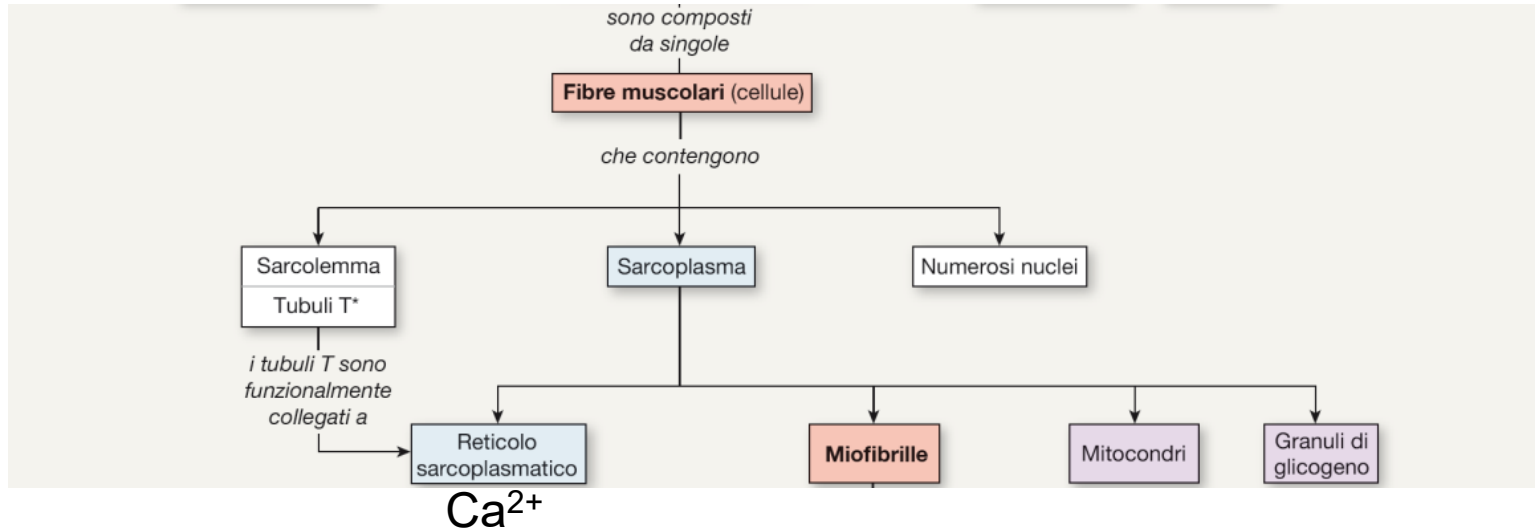 sono composti
da singole
Fibre muscolari (cellule)
che contengono
Sarcolemma
Tubuli T*
Sarcoplasma
Numerosi nuclei
i tubuli T sono
funzionalmente
collegati a
Reticolo
sarcoplasmatico
Miofibrille
Mitocondri
Granuli di
glicogeno
Ca²⁺